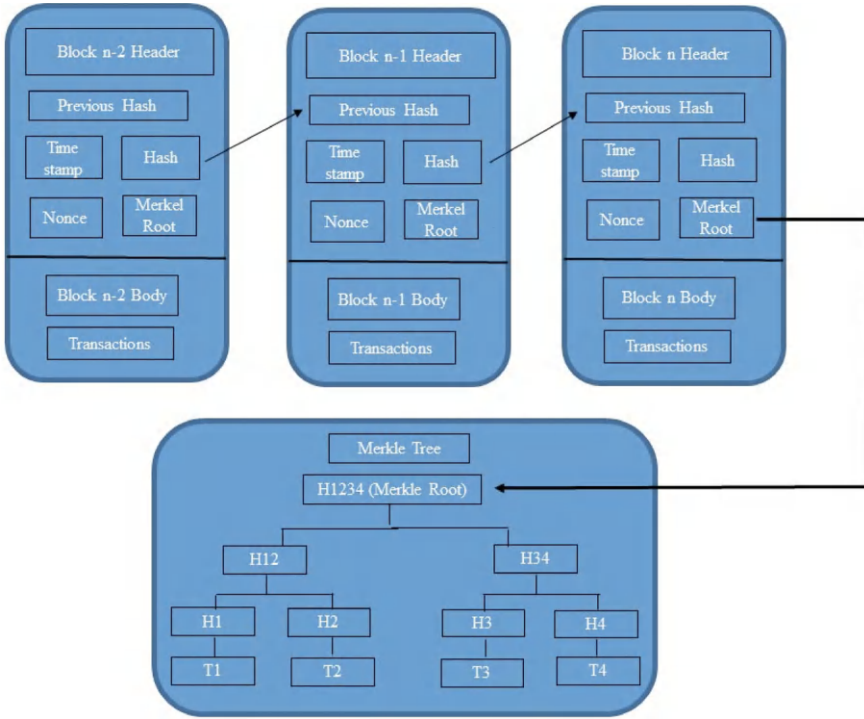 Block n-2 Header
Previous Hash
Time
stamp
Hash
Nonce
Merkel
Root
Block n-2 Body
Transactions
Block n-1 Header
Previous Hash
Time
stamp
Hash
Nonce
Merkel
Root
Block n-1 Body
Transactions
Block n Header
Previous Hash
Time
stamp
Hash
Nonce
Merkel
Root
Block n Body
Transactions
Merkle Tree
H1234 (Merkle Root)
H12
H34
H1
H2
H3
H4
T1
T2
T3
T4